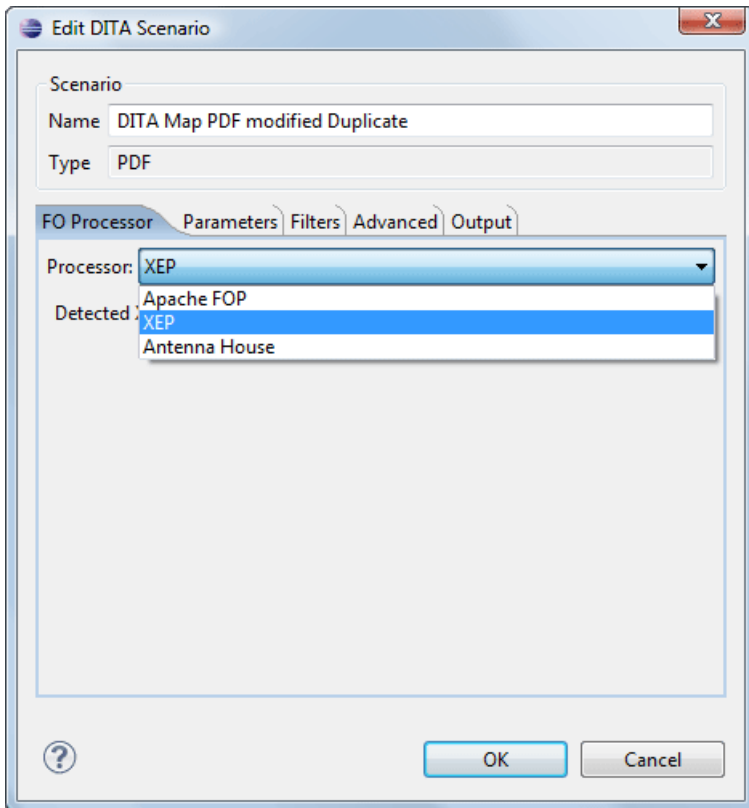 Edit DITA Scenario
Scenario
Name DITA Map PDF modified Duplicate
Type PDF
FO Processor Parameters Filters Advanced Output
Processor: XEP
Apache FOP
Detected
XEP
Antenna House
? OK Cancel